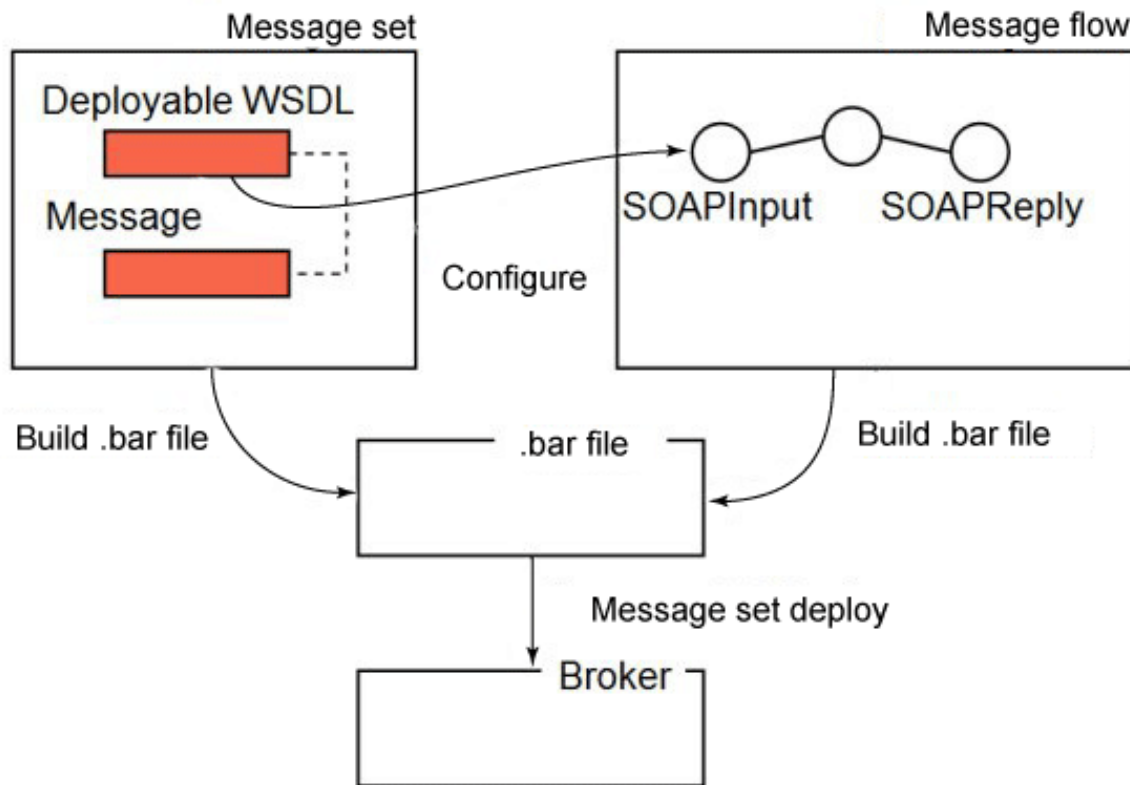 Message set
Message flow
Deployable WSDL
Message
SOAPInput
SOAPReply
Configure
Build .bar file
.bar file
Build .bar file
Message set deploy
Broker